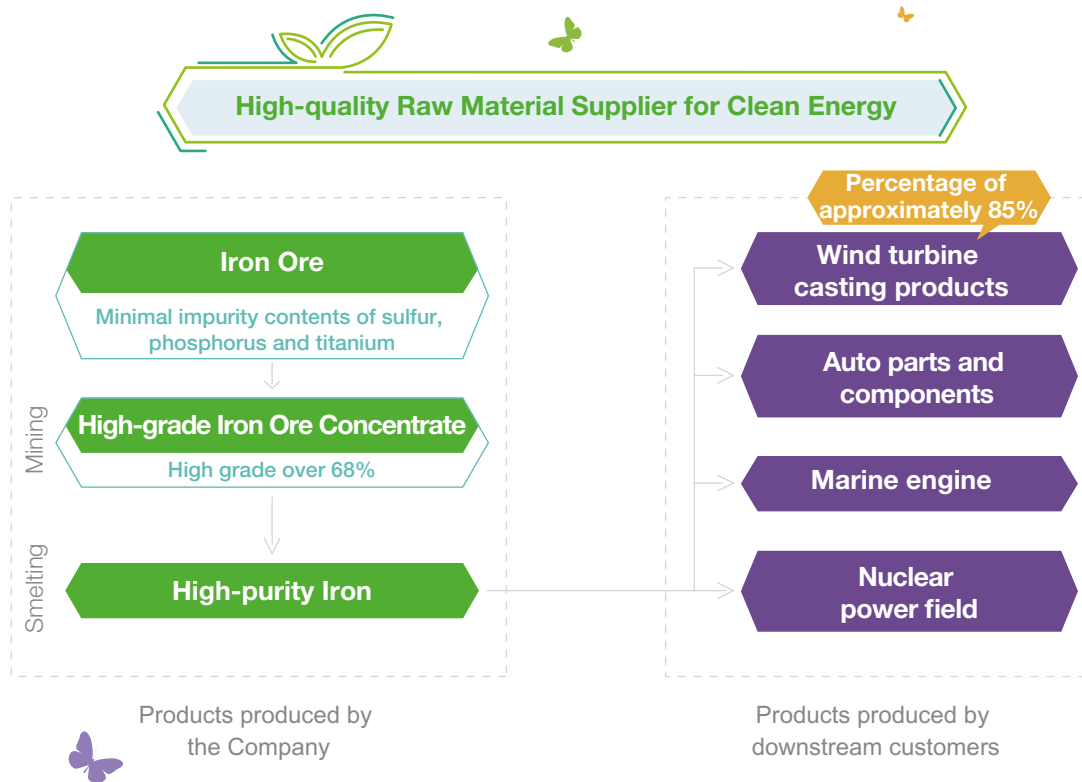 High-quality Raw Material Supplier for Clean Energy
Iron Ore
Minimal impurity contents of sulfur,
phosphorus and titanium
Mining
High-grade Iron Ore Concentrate
High grade over 68%
Smelting
High-purity Iron
Products produced by
the Company
Percentage of
approximately 85%
Wind turbine
casting products
Auto parts and
components
Marine engine
Nuclear
power field
Products produced by
downstream customers